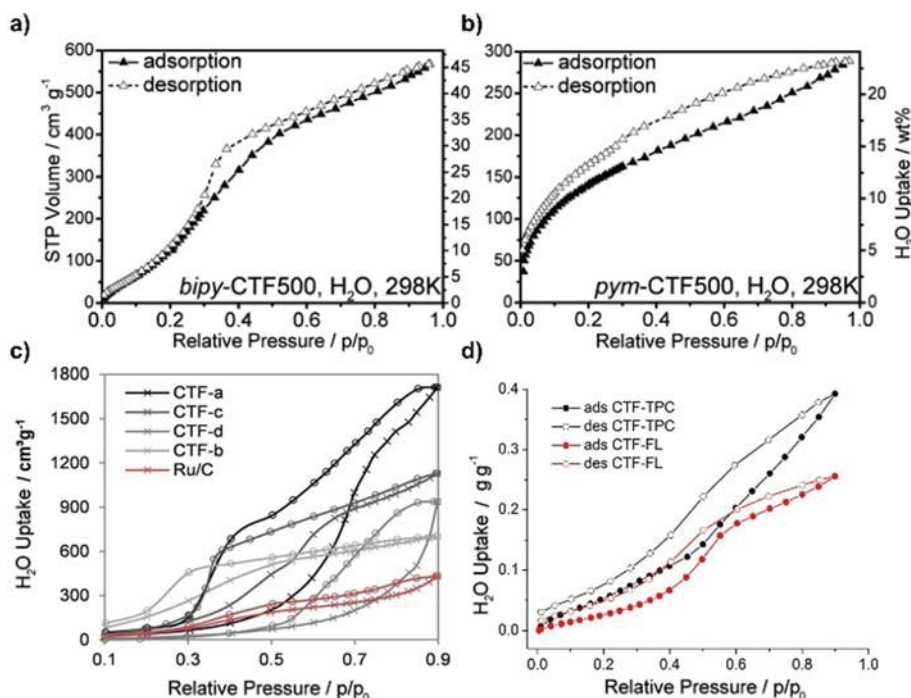 a)
600
500
400
300
200
100
0
STP Volume / cm³ g⁻¹
adsorption
desorption
45
40
35
30
25
20
15
10
5
0
bipy-CTF500, H₂O, 298K
0.0 0.2 0.4 0.6 0.8 1.0
Relative Pressure / p/p₀
b)
300
250
200
150
100
50
0
adsorption
desorption
20
15
10
5
0
H₂O Uptake / wt%
pym-CTF500, H₂O, 298K
0.0 0.2 0.4 0.6 0.8 1.0
Relative Pressure / p/p₀
c)
1800
1500
1200
900
600
300
0
H₂O Uptake / cm³g⁻¹
CTF-a
CTF-c
CTF-d
CTF-b
Ru/C
0.1 0.3 0.5 0.7 0.9
Relative Pressure / p/p₀
d)
0.4
0.3
0.2
0.1
0.0
H₂O Uptake / g g⁻¹
ads CTF-TPC
des CTF-TPC
ads CTF-FL
des CTF-FL
0.0 0.2 0.4 0.6 0.8 1.0
Relative Pressure / p/p₀